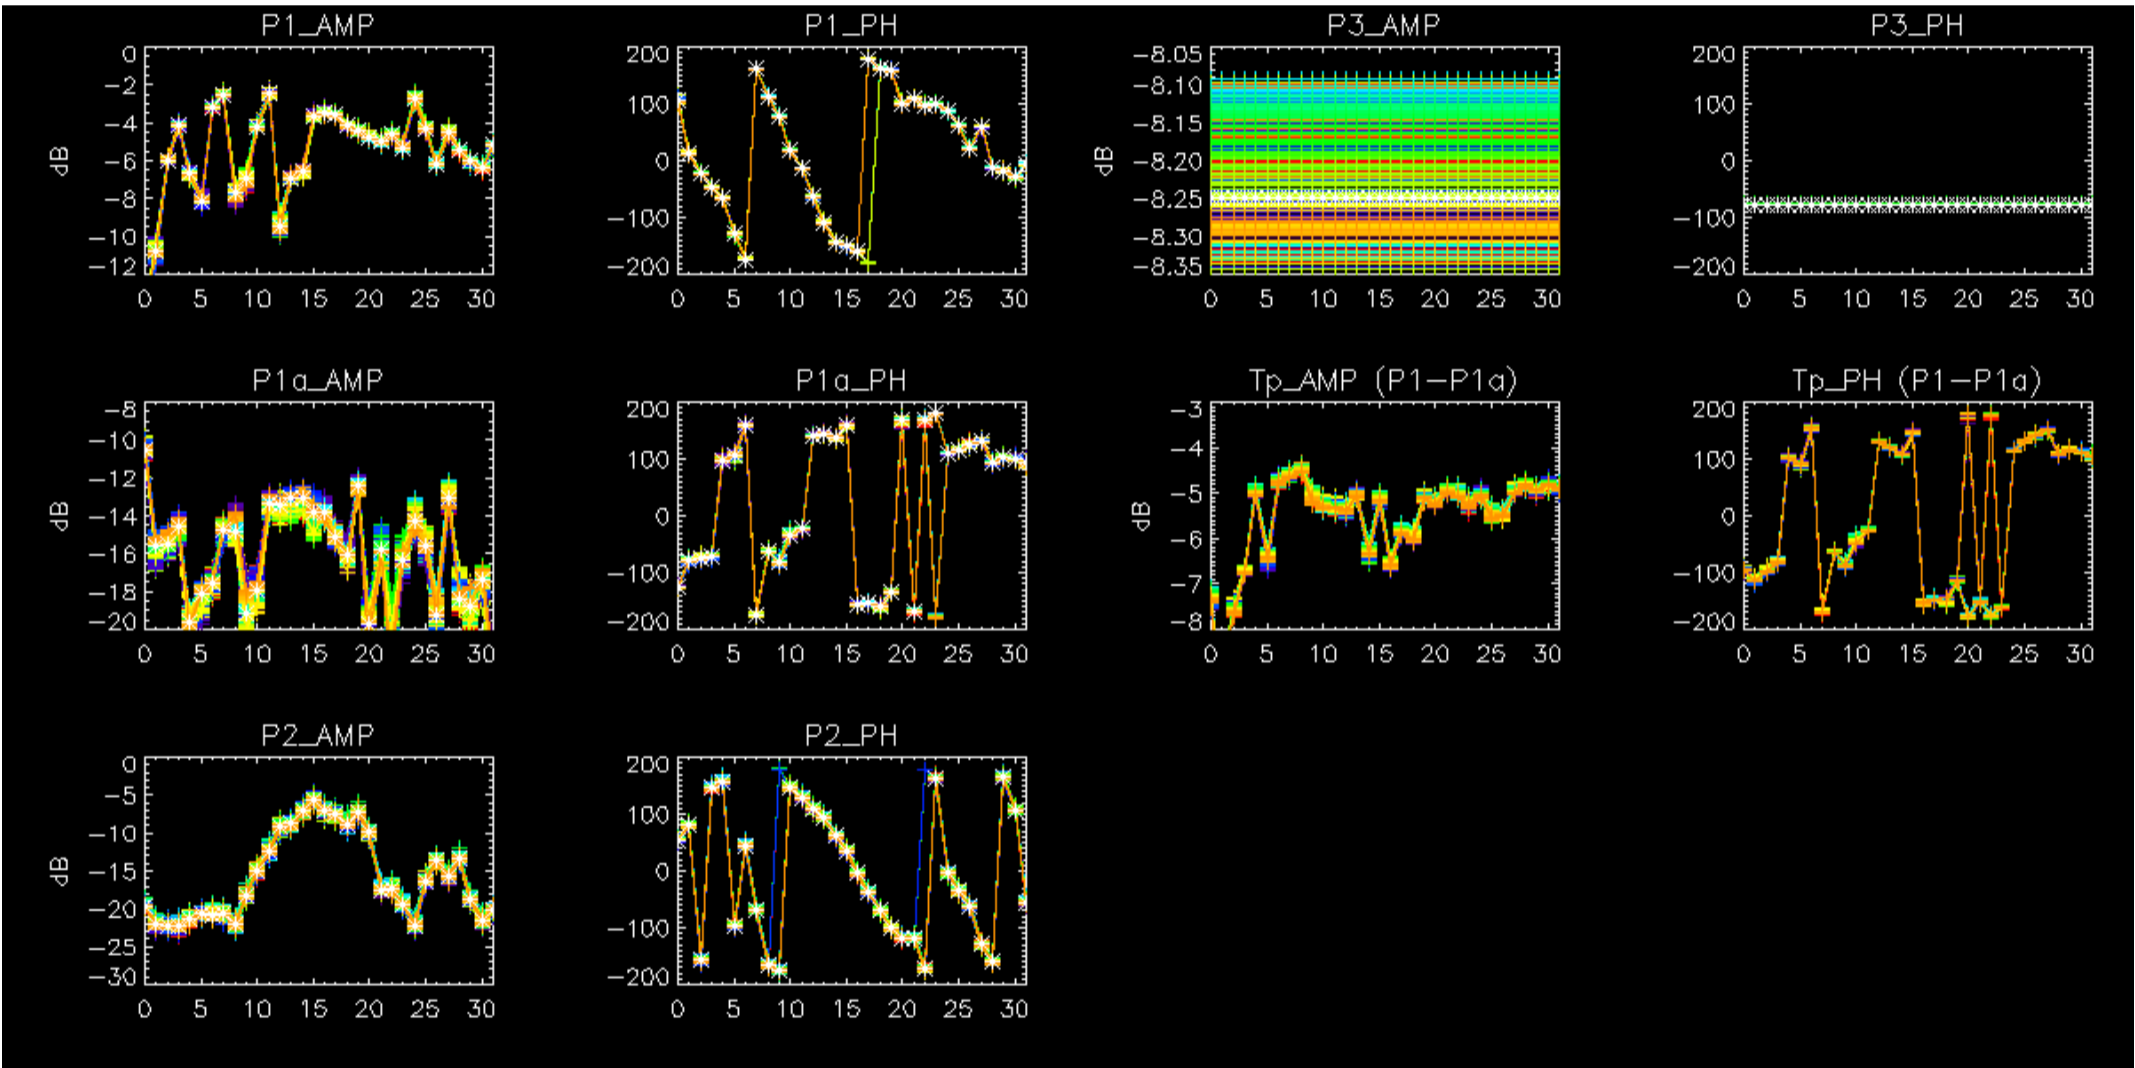 P1_AMP P1_PH P3_AMP P3_PH
0 200 -8.05 200
-2 -8.10
-4 100 -8.15 100
dB -6 0 dB -8.20 0
-8 -8.25
-10 -100 -8.30 -100
-12 -200 -8.35 -200
0 5 10 15 20 25 30 0 5 10 15 20 25 30 0 5 10 15 20 25 30 0 5 10 15 20 25 30
P1a_AMP P1a_PH Tp_AMP (P1-P1a) Tp_PH (P1-P1a)
-8 200 -3 200
-10 100 -4 100
-12
dB -14 0 dB -5 0
-16 -6
-18 -100 -7 -100
-20 -200 -8 -200
0 5 10 15 20 25 30 0 5 10 15 20 25 30 0 5 10 15 20 25 30 0 5 10 15 20 25 30
P2_AMP P2_PH
0 200
-5 100
-10
dB -15 0
-20 -100
-25
-30 -200
0 5 10 15 20 25 30 0 5 10 15 20 25 30